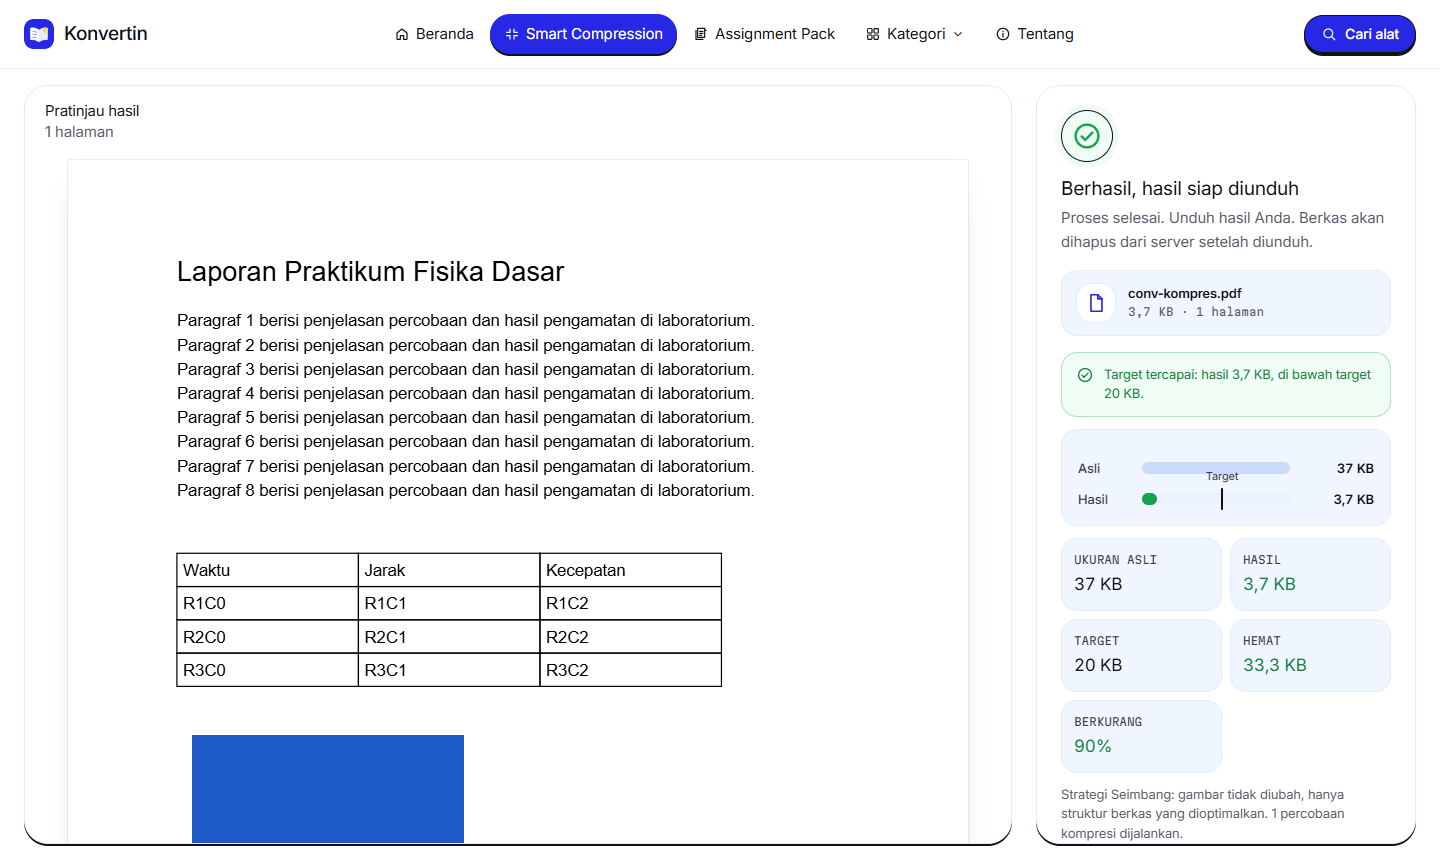 Konvertin
Beranda
Smart Compression
Assignment Pack
Kategori
Tentang
Cari alat
Pratinjau hasil
1 halaman
Laporan Praktikum Fisika Dasar
Paragraf 1 berisi penjelasan percobaan dan hasil pengamatan di laboratorium.
Paragraf 2 berisi penjelasan percobaan dan hasil pengamatan di laboratorium.
Paragraf 3 berisi penjelasan percobaan dan hasil pengamatan di laboratorium.
Paragraf 4 berisi penjelasan percobaan dan hasil pengamatan di laboratorium.
Paragraf 5 berisi penjelasan percobaan dan hasil pengamatan di laboratorium.
Paragraf 6 berisi penjelasan percobaan dan hasil pengamatan di laboratorium.
Paragraf 7 berisi penjelasan percobaan dan hasil pengamatan di laboratorium.
Paragraf 8 berisi penjelasan percobaan dan hasil pengamatan di laboratorium.
Waktu Jarak Kecepatan
R1C0 R1C1 R1C2
R2C0 R2C1 R2C2
R3C0 R3C1 R3C2
Berhasil, hasil siap diunduh
Proses selesai. Unduh hasil Anda. Berkas akan
dihapus dari server setelah diunduh.
conv-kompres.pdf
3,7 KB · 1 halaman
Target tercapai: hasil 3,7 KB, di bawah target
20 KB.
Asli 37 KB
Target
Hasil 3,7 KB
UKURAN ASLI
37 KB
HASIL
3,7 KB
TARGET
20 KB
HEMAT
33,3 KB
BERKURANG
90%
Strategi Seimbang: gambar tidak diubah, hanya
struktur berkas yang dioptimalkan. 1 percobaan
kompresi dijalankan.